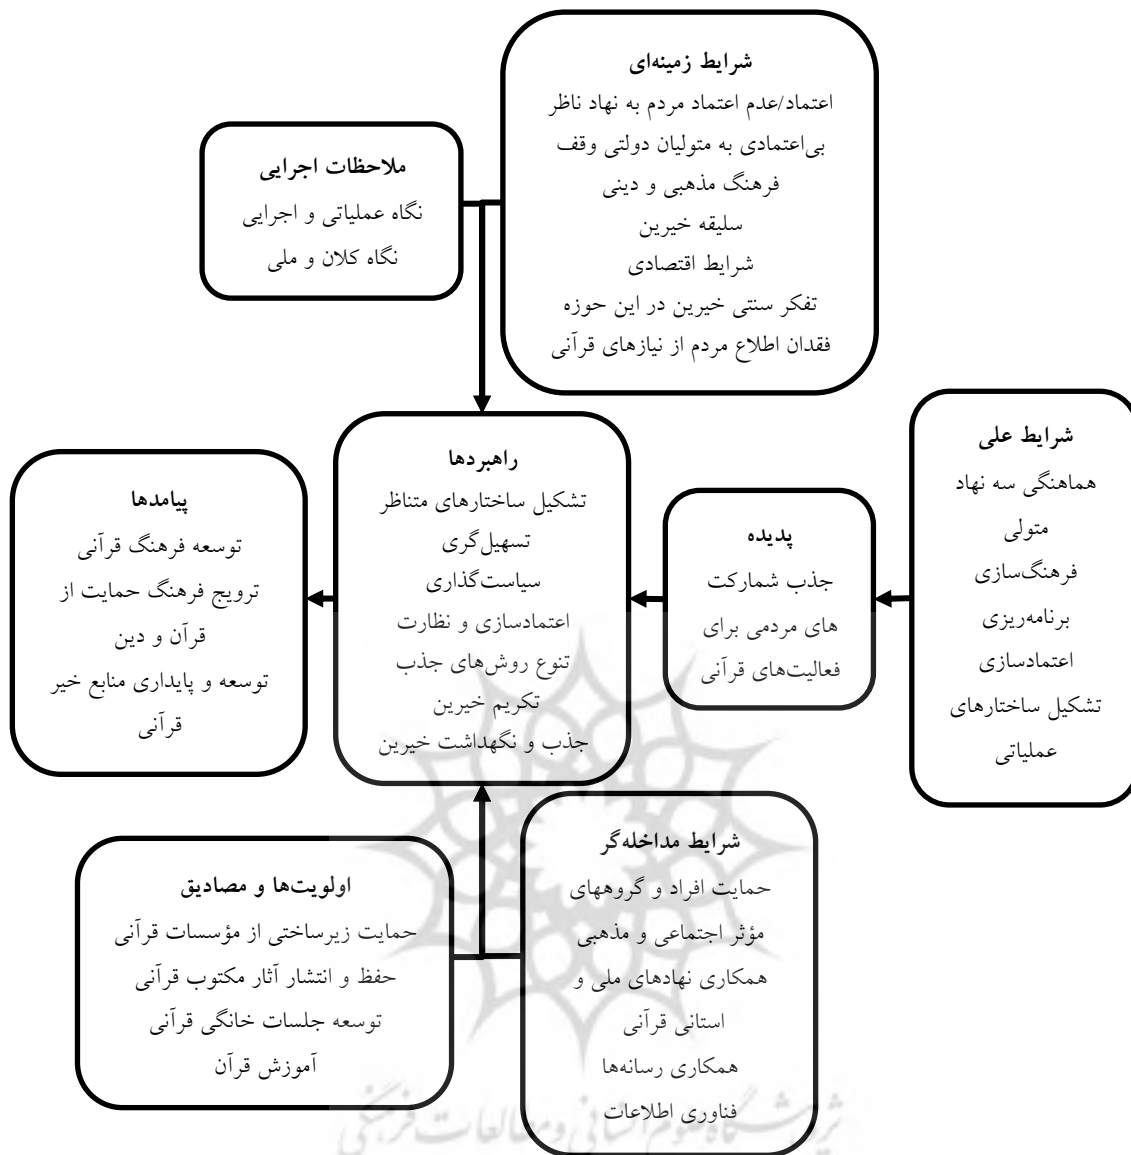 شرایط زمینه‌ای
اعتماد/عدم اعتماد مردم به نهاد ناظر
بی‌اعتمادی به متولیان دولتی وقف
فرهنگ مذهبی و دینی
سلیقه خیرین
شرایط اقتصادی
تفکر سنتی خیرین در این حوزه
فقدان اطلاع مردم از نیازهای قرآنی
ملاحظات اجرایی
نگاه عملیاتی و اجرایی
نگاه کلان و ملی
شرایط علی
هماهنگی سه نهاد
متولی
فرهنگ‌سازی
برنامه‌ریزی
اعتمادسازی
تشکیل ساختارهای
عملیاتی
پدیده
جذب شمارکت
های مردمی برای
فعالیت‌های قرآنی
راهبردها
تشکیل ساختارهای متناظر
تسهیل‌گری
سیاست‌گذاری
اعتمادسازی و نظارت
تنوع روش‌های جذب
تکریم خیرین
جذب و نگهداشت خیرین
پیامدها
توسعه فرهنگ قرآنی
ترویج فرهنگ حمایت از
قرآن و دین
توسعه و پایداری منابع خیر
قرآنی
شرایط مداخله‌گر
حمایت افراد و گروههای
مؤثر اجتماعی و مذهبی
همکاری نهادهای ملی و
استانی قرآنی
همکاری رسانه‌ها
فناوری اطلاعات
اولویت‌ها و مصادیق
حمایت زیرساختی از مؤسسات قرآنی
حفظ و انتشار آثار مکتوب قرآنی
توسعه جلسات خانگی قرآنی
آموزش قرآن
پژوهشگاه علوم انسانی و مطالعات فرهنگی